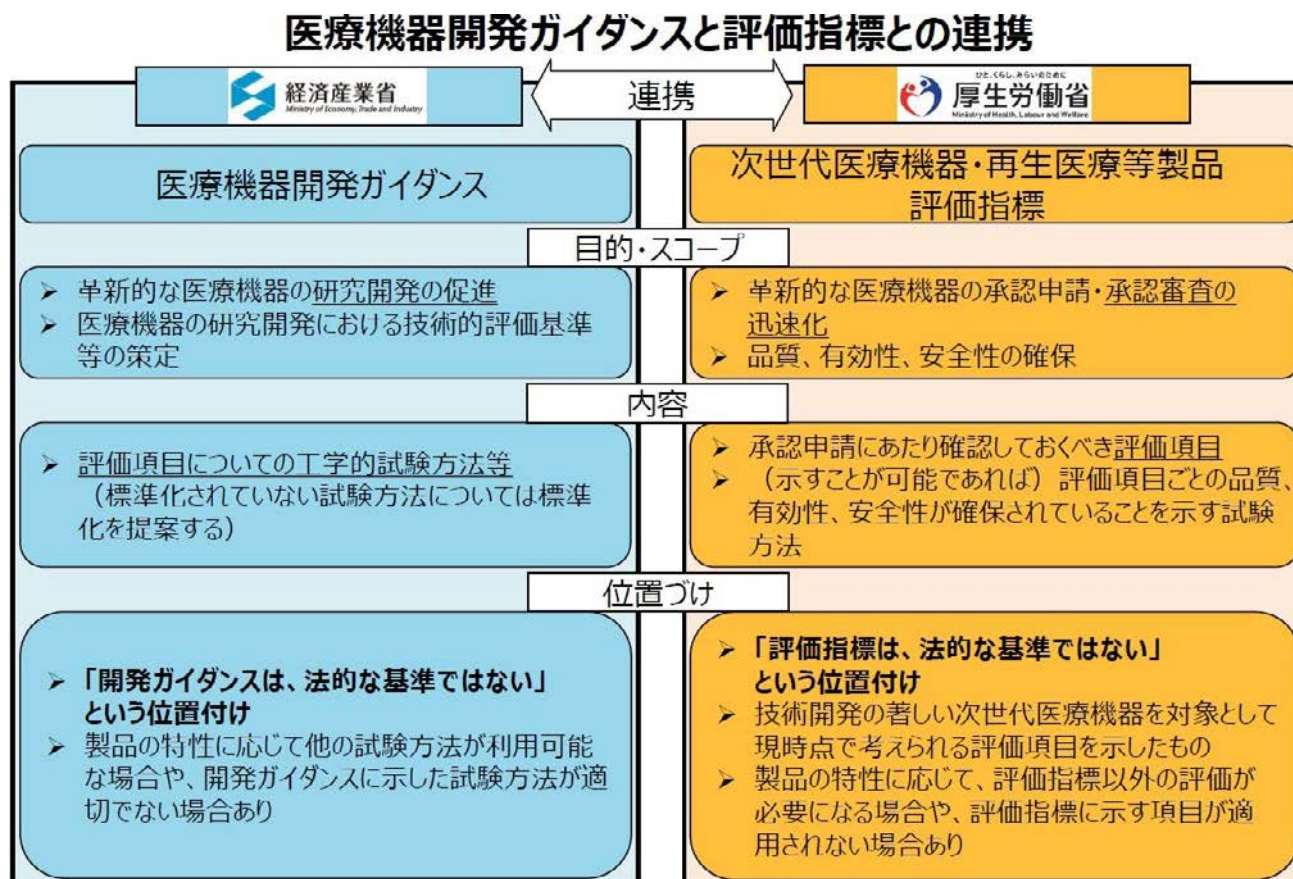 医療機器開発ガイダンスと評価指標との連携
経済産業省
Ministry of Economy, Trade and Industry
連携
ひと、くらし、みらいのために
厚生労働省
Ministry of Health, Labour and Welfare
医療機器開発ガイダンス
次世代医療機器・再生医療等製品
評価指標
目的・スコープ
➢ 革新的な医療機器の研究開発の促進
➢ 医療機器の研究開発における技術的評価基準
等の策定
➢ 革新的な医療機器の承認申請・承認審査の
迅速化
➢ 品質、有効性、安全性の確保
内容
➢ 評価項目についての工学的試験方法等
（標準化されていない試験方法については標準
化を提案する）
➢ 承認申請にあたり確認しておくべき評価項目
➢ （示すことが可能であれば）評価項目ごとの品質、
有効性、安全性が確保されていることを示す試験
方法
位置づけ
➢ 「開発ガイダンスは、法的な基準ではない」
という位置付け
➢ 製品の特性に応じて他の試験方法が利用可能
な場合や、開発ガイダンスに示した試験方法が適
切でない場合あり
➢ 「評価指標は、法的な基準ではない」
という位置付け
➢ 技術開発の著しい次世代医療機器を対象として
現時点で考えられる評価項目を示したもの
➢ 製品の特性に応じて、評価指標以外の評価が
必要になる場合や、評価指標に示す項目が適
用されない場合あり